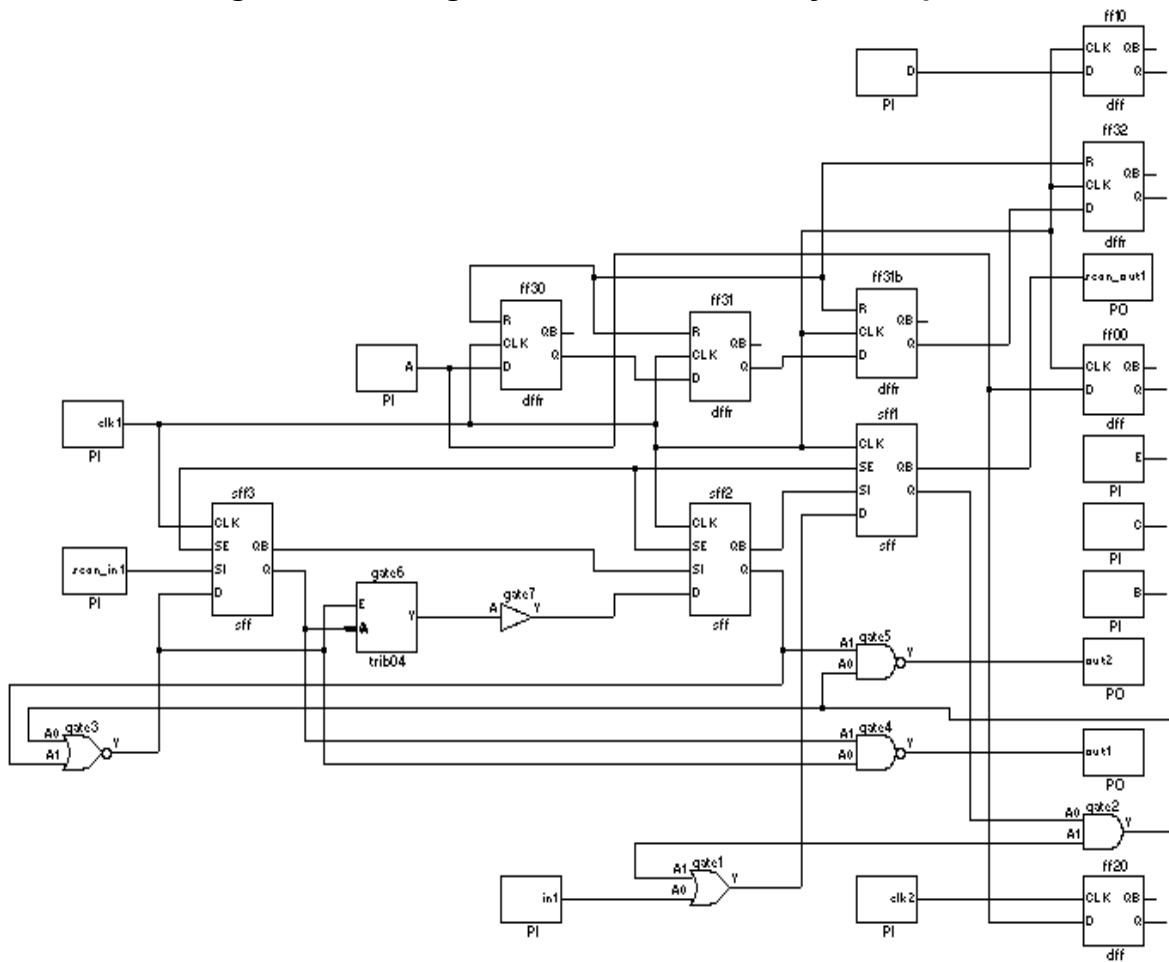 ff10
CLK QB
D Q
dff
D
PI
ff32
R
CLK QB
D Q
dffr
scan_out1
PO
ff30
R
CLK QB
D Q
dffr
ff31
R
CLK QB
D Q
dffr
ff31b
R
CLK QB
D Q
dffr
ff00
CLK QB
D Q
dff
A
PI
clk1
PI
sff1
CLK
SE QB
SI Q
D
sff
E
PI
sff3
CLK
SE QB
SI Q
D
sff
sff2
CLK
SE QB
SI Q
D
sff
C
PI
scan_in1
PI
gate6
E Y
A
trib04
gate7
A Y
B
PI
gate5
A1 Y
A0
out2
PO
gate3
A0 Y
A1
gate4
A1 Y
A0
out1
PO
gate2
A0 Y
A1
gate1
A1 Y
A0
in1
PI
clk2
PI
ff20
CLK QB
D Q
dff